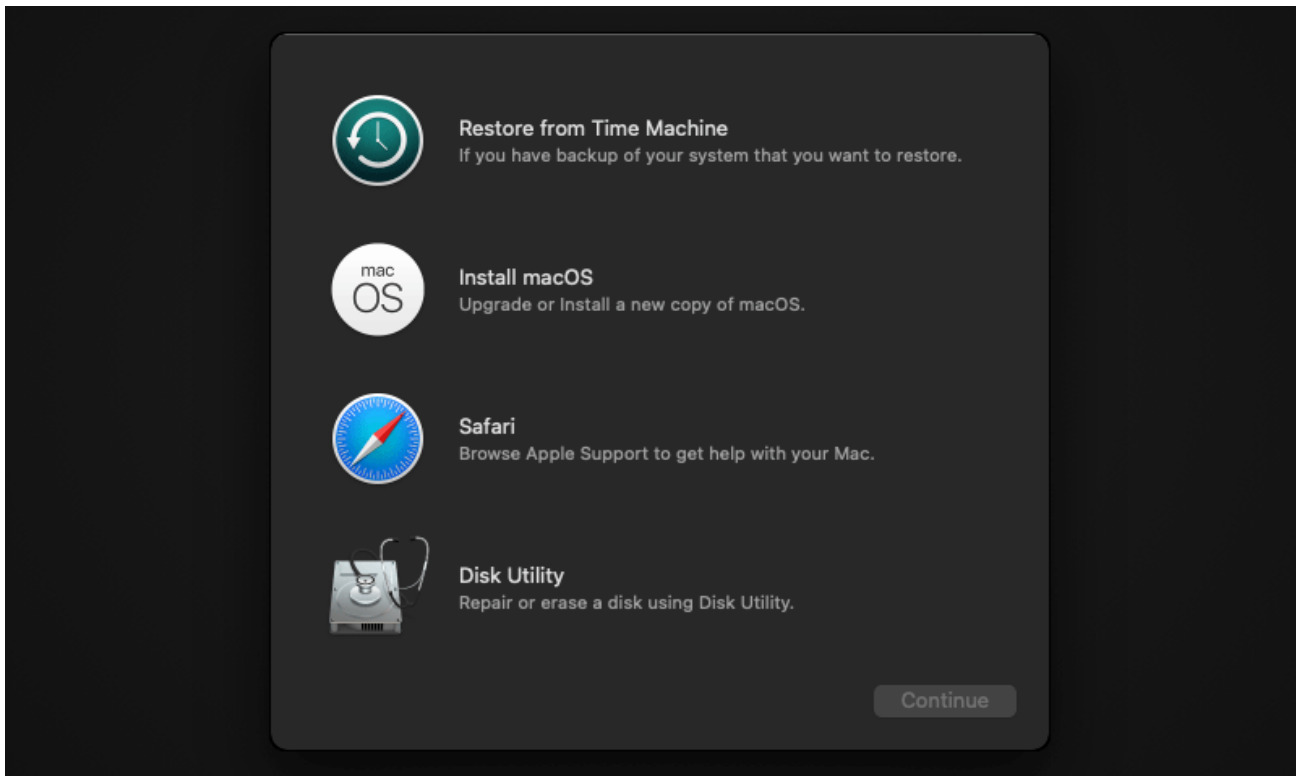 Restore from Time Machine
If you have backup of your system that you want to restore.
mac
OS
Install macOS
Upgrade or Install a new copy of macOS.
Safari
Browse Apple Support to get help with your Mac.
Disk Utility
Repair or erase a disk using Disk Utility.
Continue